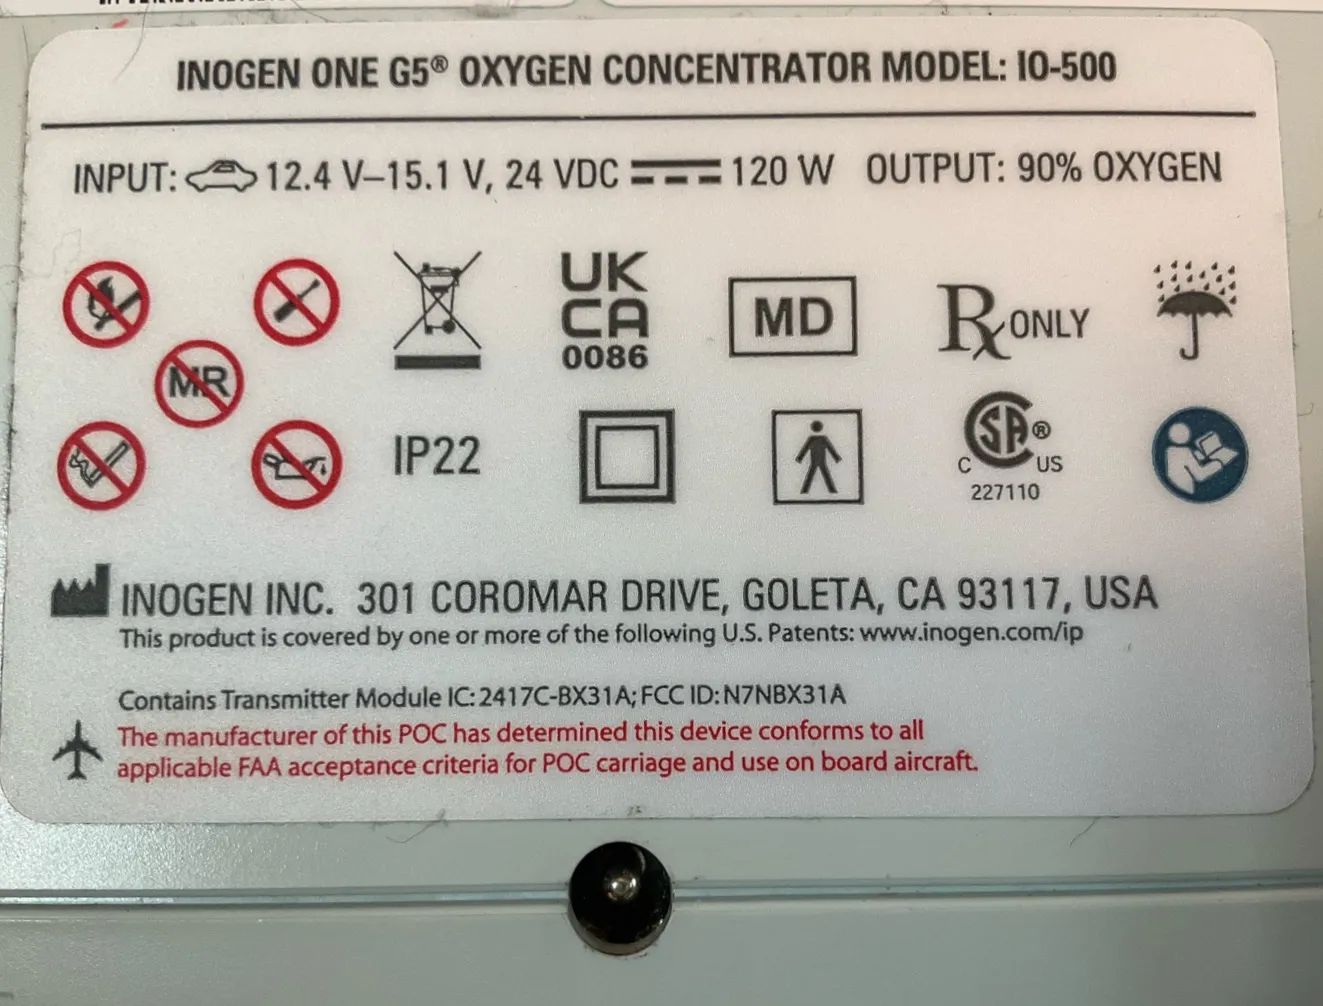 INOGEN ONE G5® OXYGEN CONCENTRATOR MODEL: IO-500
INPUT: 12.4 V–15.1 V, 24 VDC 120 W OUTPUT: 90% OXYGEN
UK
CA
0086
MD
Rx ONLY
MR
IP22
SA®
C US
227110
INOGEN INC. 301 COROMAR DRIVE, GOLETA, CA 93117, USA
This product is covered by one or more of the following U.S. Patents: www.inogen.com/ip
Contains Transmitter Module IC: 2417C-BX31A; FCC ID: N7NBX31A
The manufacturer of this POC has determined this device conforms to all
applicable FAA acceptance criteria for POC carriage and use on board aircraft.